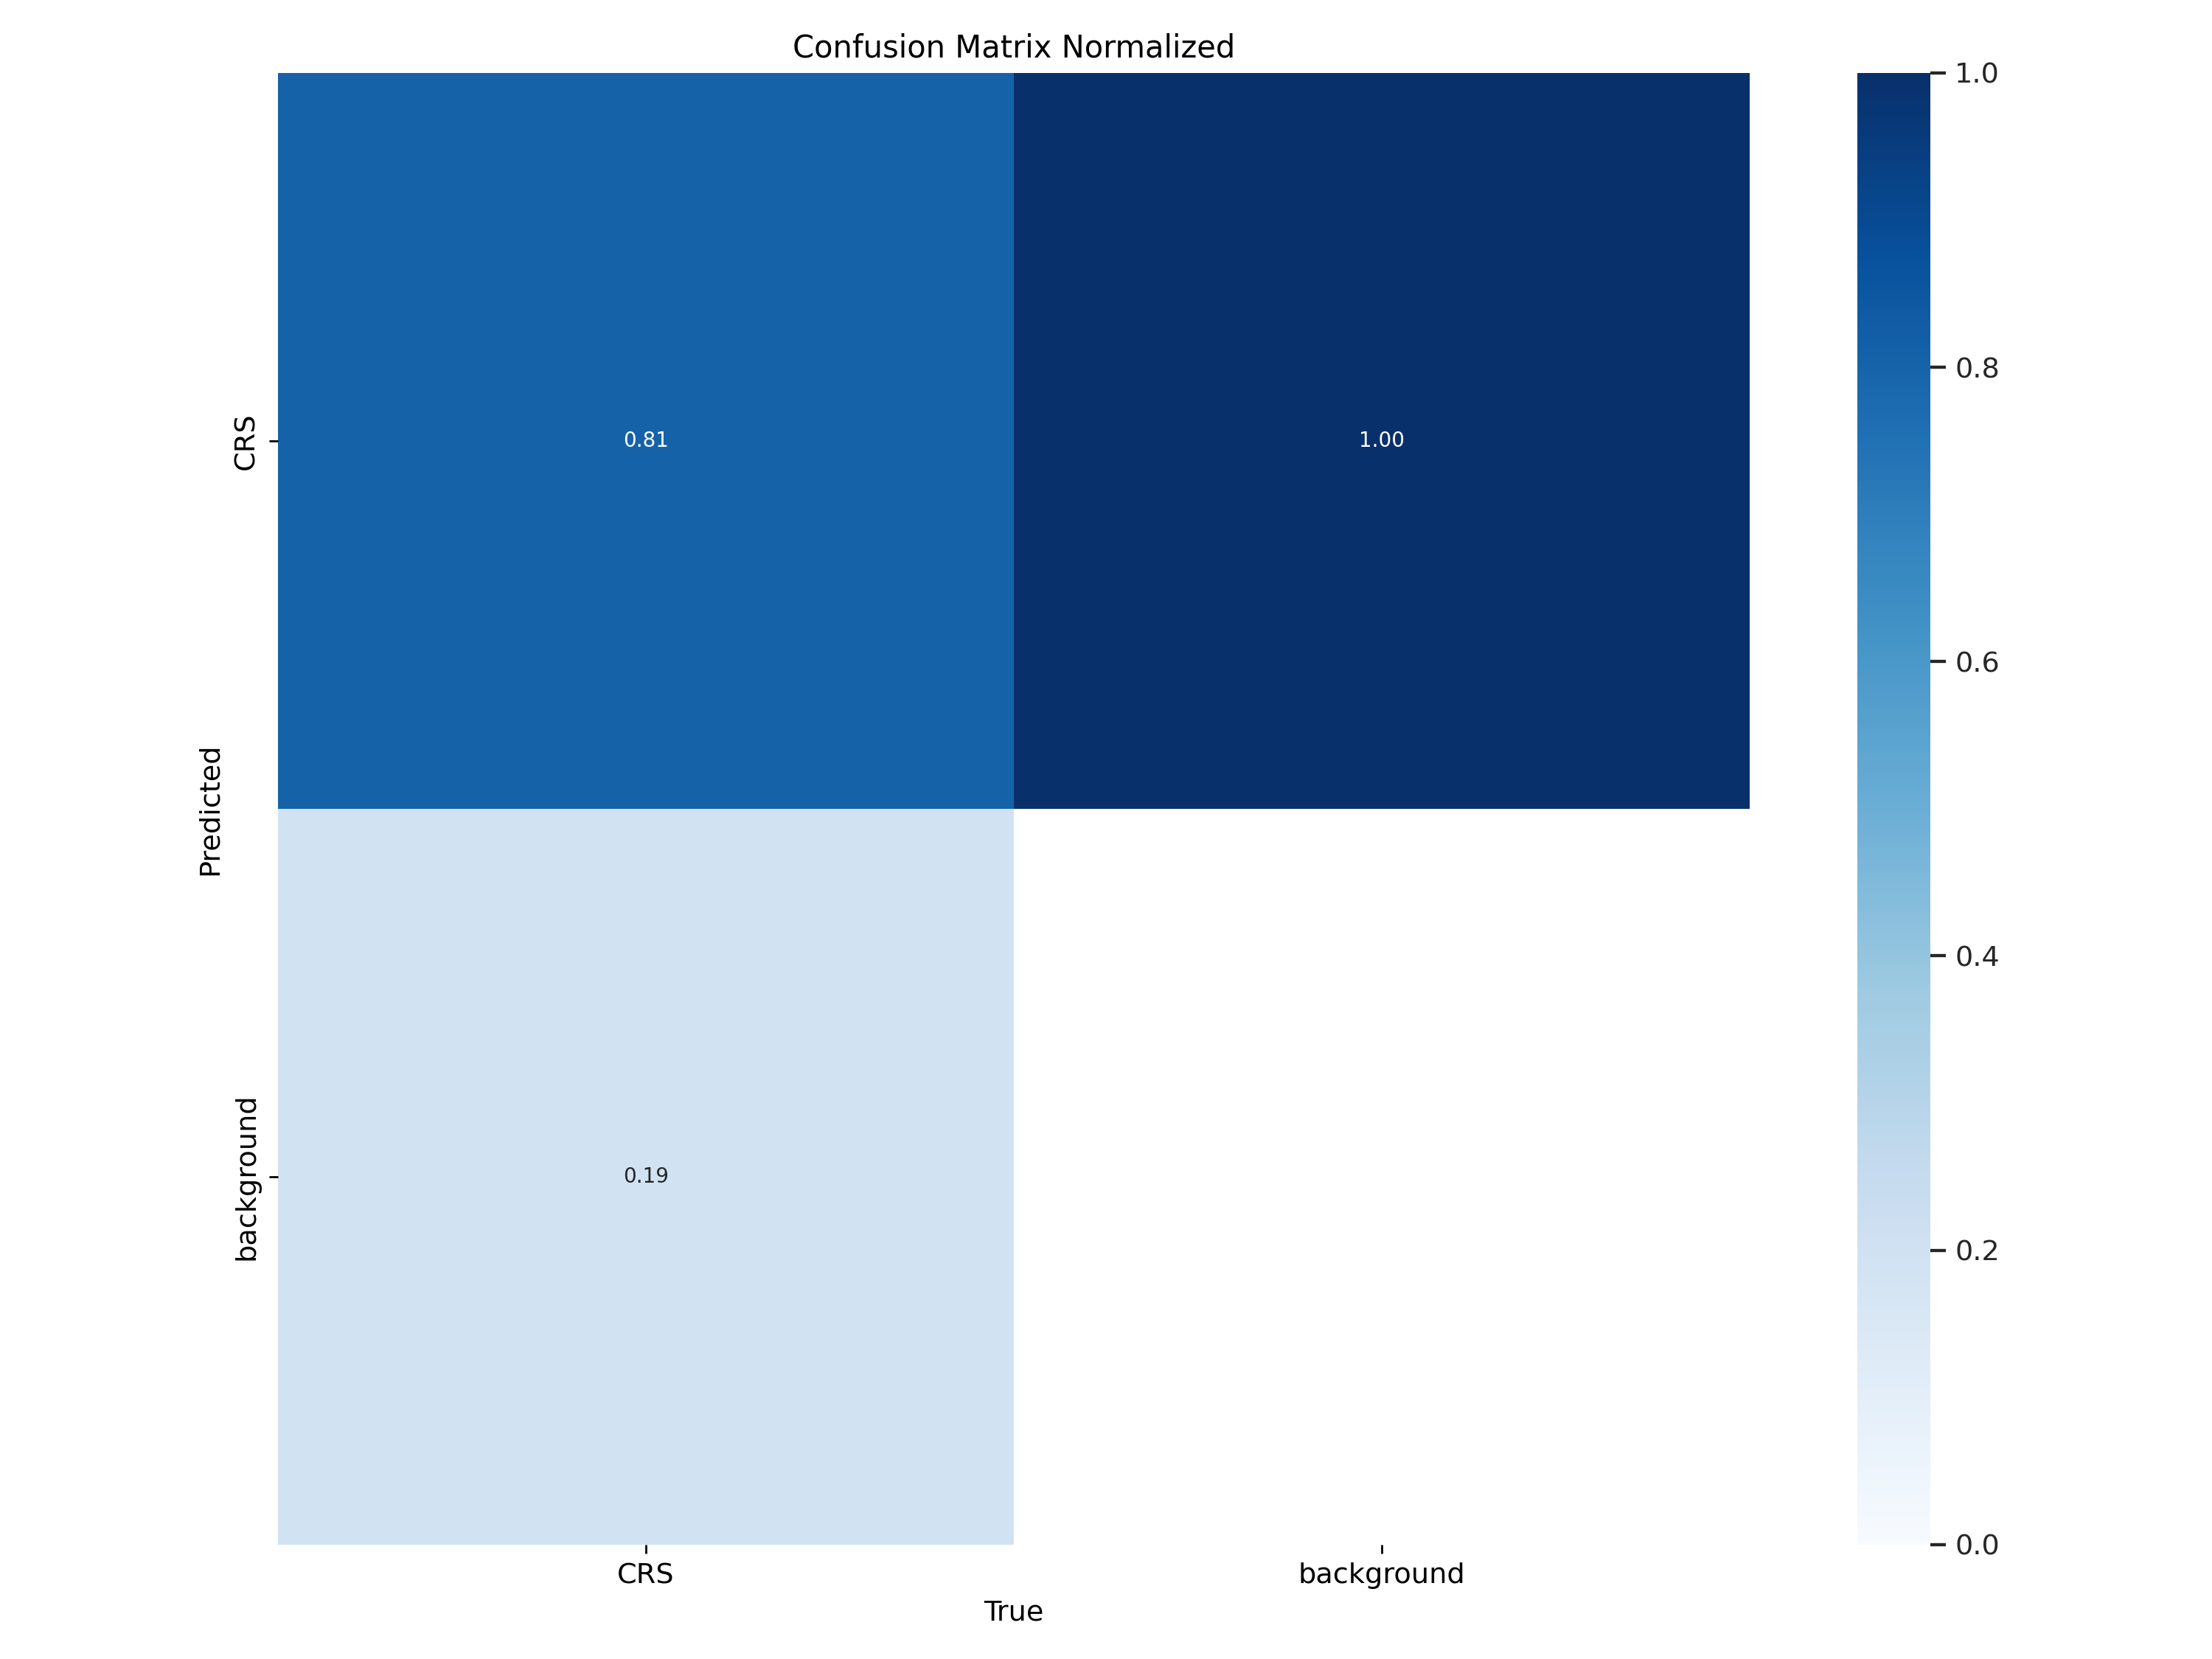 Confusion Matrix Normalized
CRS
background
Predicted
0.81
1.00
0.19
CRS
background
True
1.0
0.8
0.6
0.4
0.2
0.0